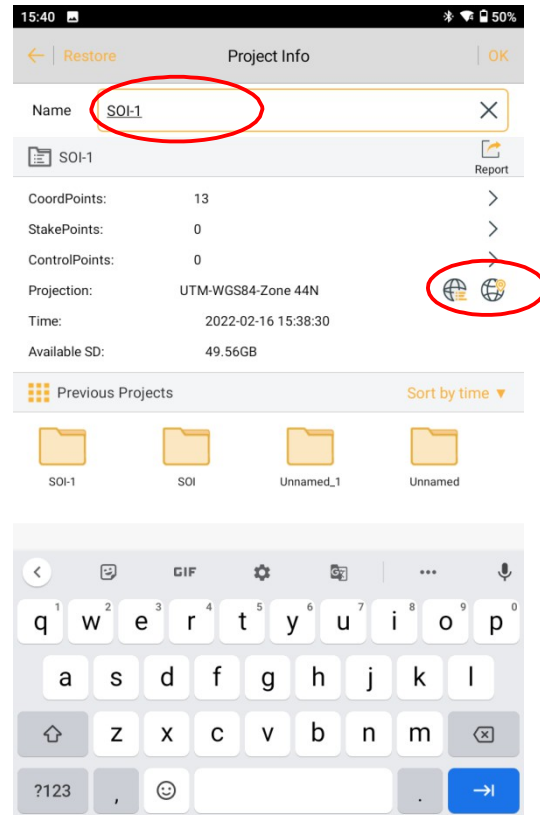 15:40 50%
Restore Project Info OK
Name SOI-1
SOI-1 Report
CoordPoints: 13
StakePoints: 0
ControlPoints: 0
Projection: UTM-WGS84-Zone 44N
Time: 2022-02-16 15:38:30
Available SD: 49.56GB
Previous Projects Sort by time ▼
SOI-1 SOI Unnamed_1 Unnamed
GIF
q 1 w 2 e 3 r 4 t 5 y 6 u 7 i 8 o 9 p 0
a s d f g h j k l
z x c v b n m
?123 , .